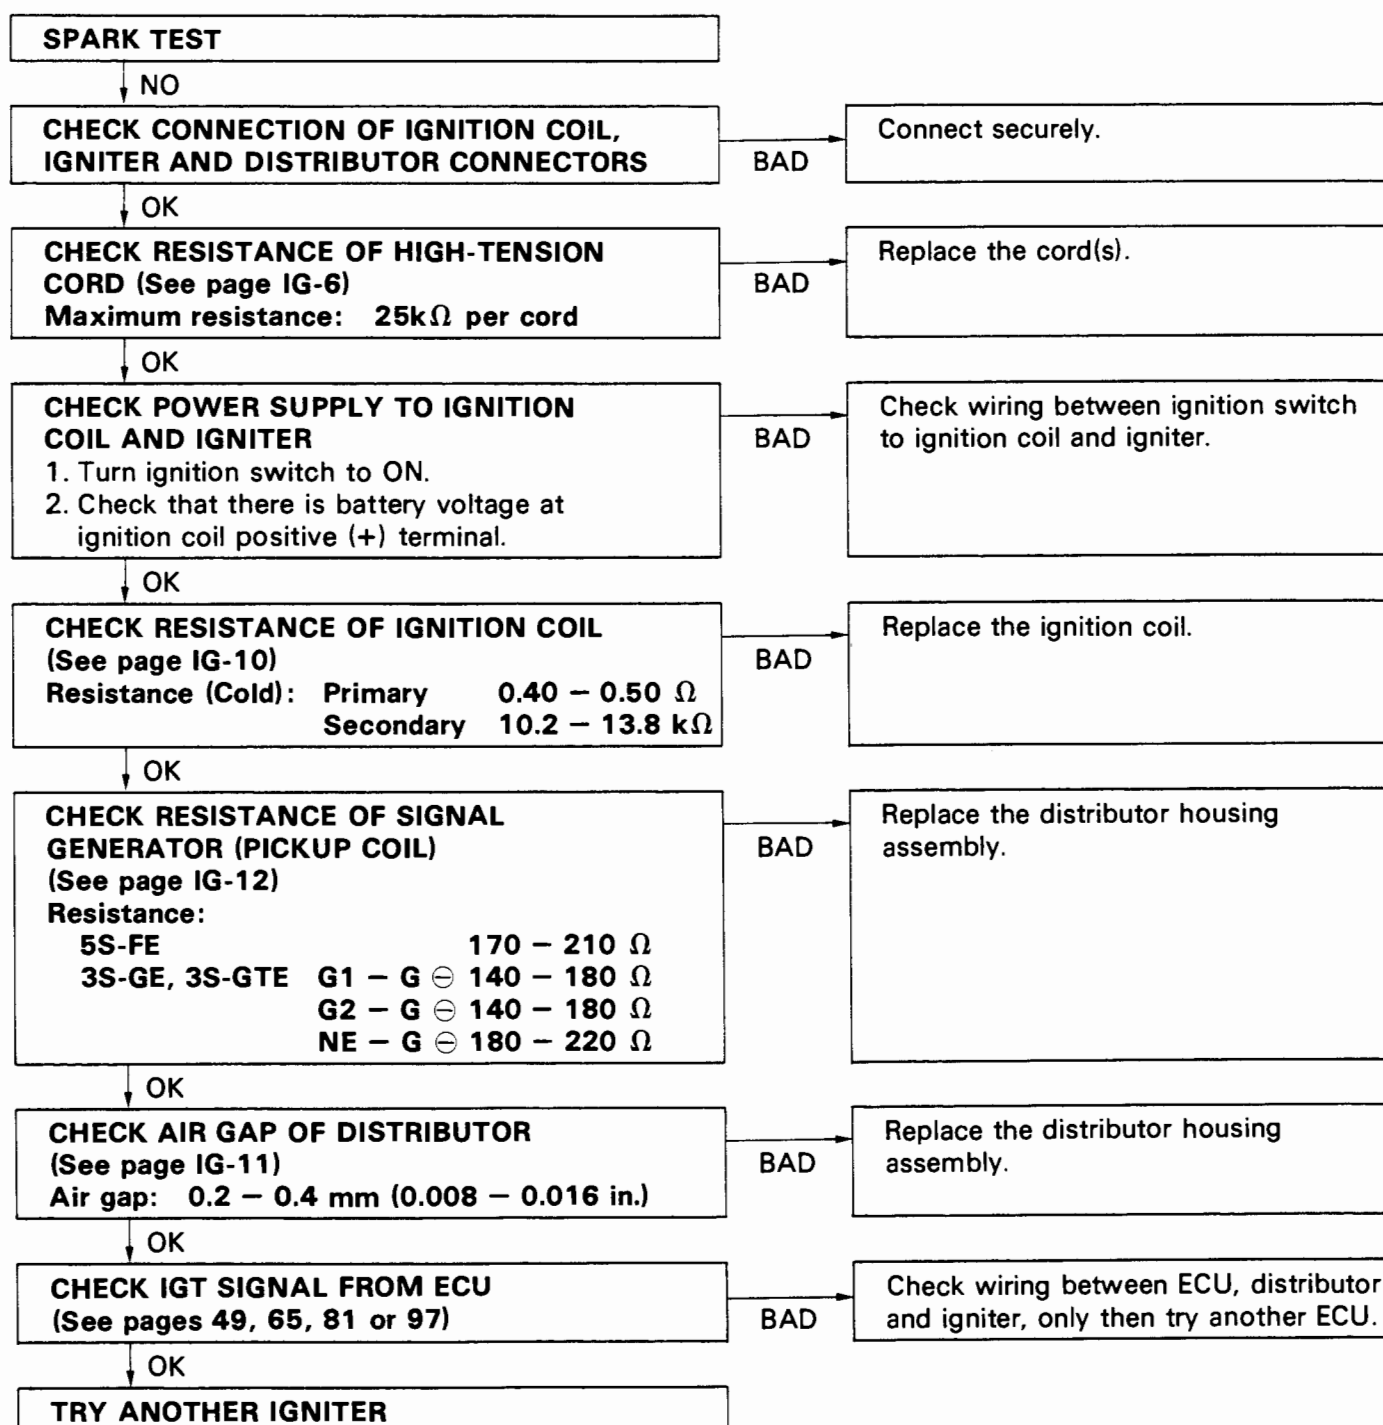 SPARK TEST
NO
CHECK CONNECTION OF IGNITION COIL,
IGNITER AND DISTRIBUTOR CONNECTORS
BAD
Connect securely.
OK
CHECK RESISTANCE OF HIGH-TENSION
CORD (See page IG-6)
Maximum resistance: 25kΩ per cord
BAD
Replace the cord(s).
OK
CHECK POWER SUPPLY TO IGNITION
COIL AND IGNITER
1. Turn ignition switch to ON.
2. Check that there is battery voltage at
ignition coil positive (+) terminal.
BAD
Check wiring between ignition switch
to ignition coil and igniter.
OK
CHECK RESISTANCE OF IGNITION COIL
(See page IG-10)
Resistance (Cold): Primary 0.40 – 0.50 Ω
Secondary 10.2 – 13.8 kΩ
BAD
Replace the ignition coil.
OK
CHECK RESISTANCE OF SIGNAL
GENERATOR (PICKUP COIL)
(See page IG-12)
Resistance:
5S-FE 170 – 210 Ω
3S-GE, 3S-GTE G1 – G ⊖ 140 – 180 Ω
G2 – G ⊖ 140 – 180 Ω
NE – G ⊖ 180 – 220 Ω
BAD
Replace the distributor housing
assembly.
OK
CHECK AIR GAP OF DISTRIBUTOR
(See page IG-11)
Air gap: 0.2 – 0.4 mm (0.008 – 0.016 in.)
BAD
Replace the distributor housing
assembly.
OK
CHECK IGT SIGNAL FROM ECU
(See pages 49, 65, 81 or 97)
BAD
Check wiring between ECU, distributor
and igniter, only then try another ECU.
OK
TRY ANOTHER IGNITER